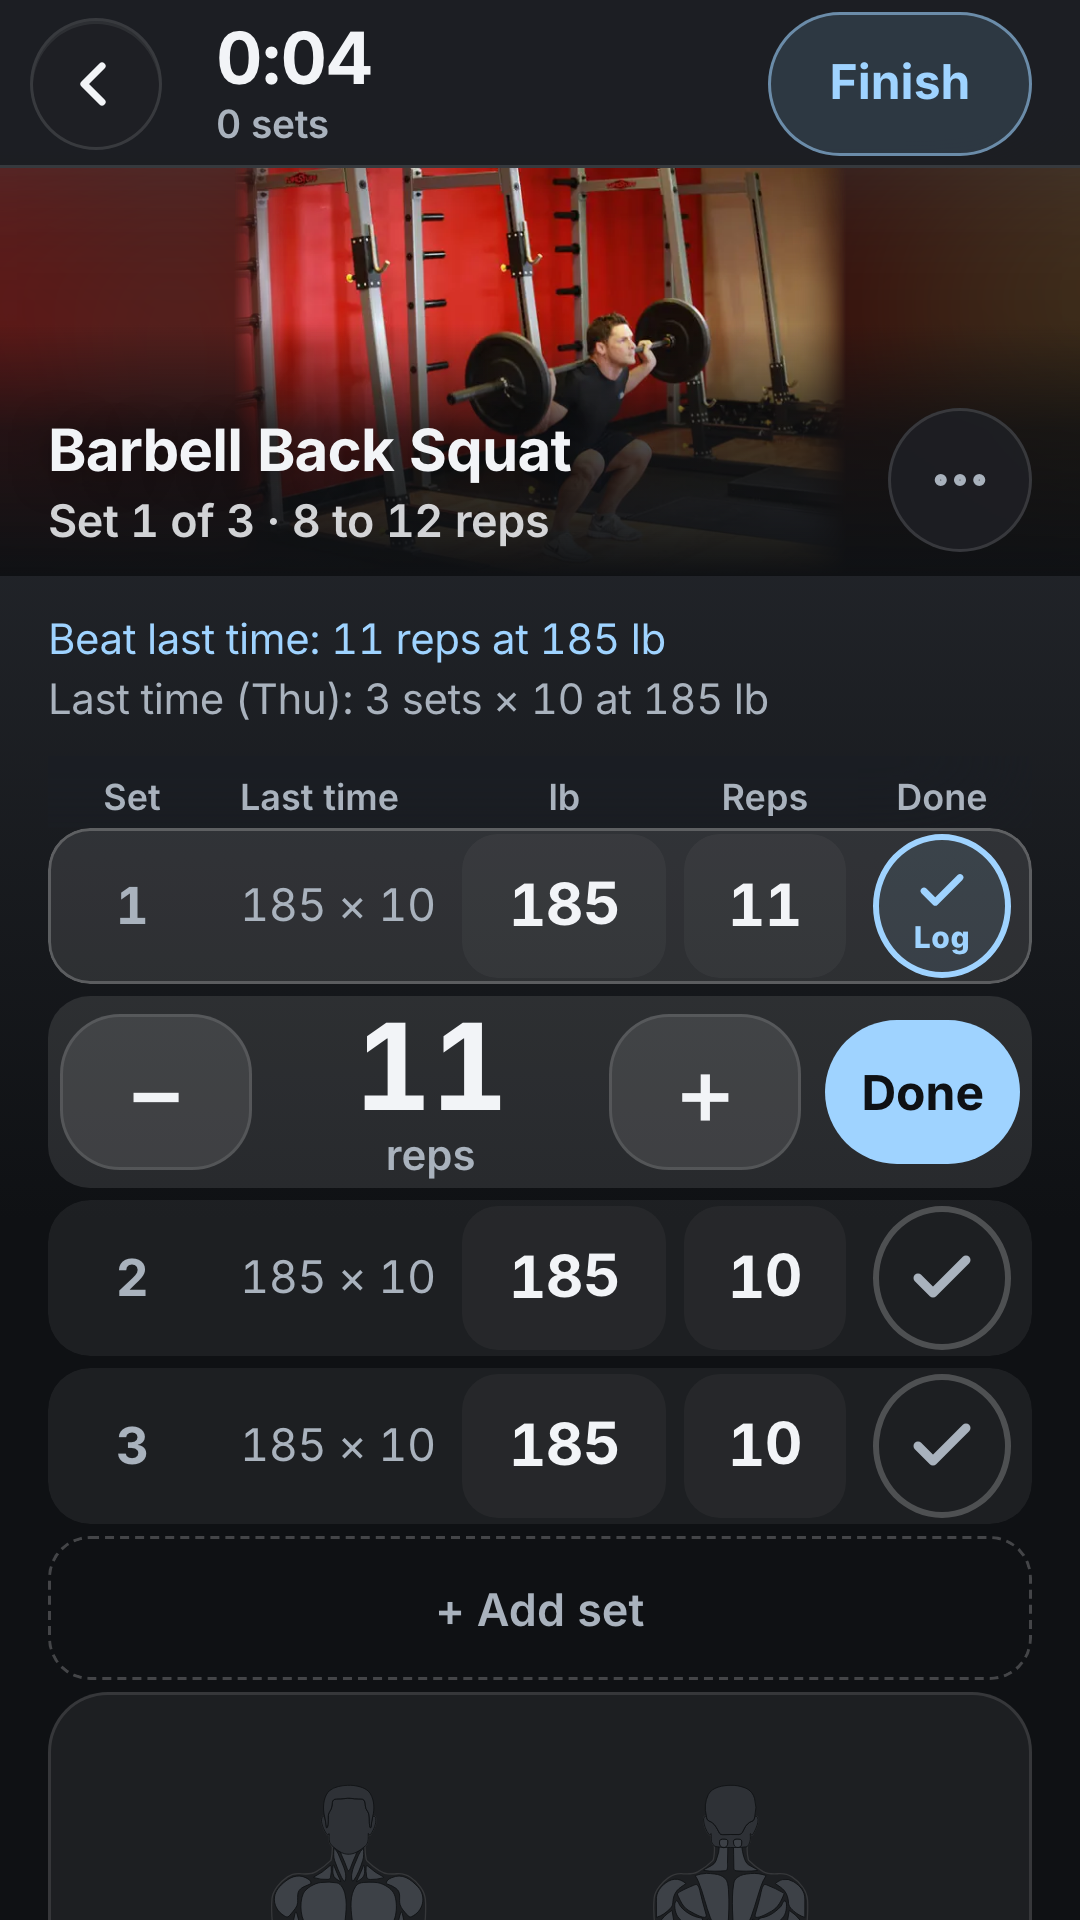 0:04
0 sets
Finish
Barbell Back Squat
Set 1 of 3 · 8 to 12 reps
Beat last time: 11 reps at 185 lb
Last time (Thu): 3 sets × 10 at 185 lb
Set Last time lb Reps Done
1 185 × 10 185 11 Log
− 11 reps + Done
2 185 × 10 185 10
3 185 × 10 185 10
+ Add set